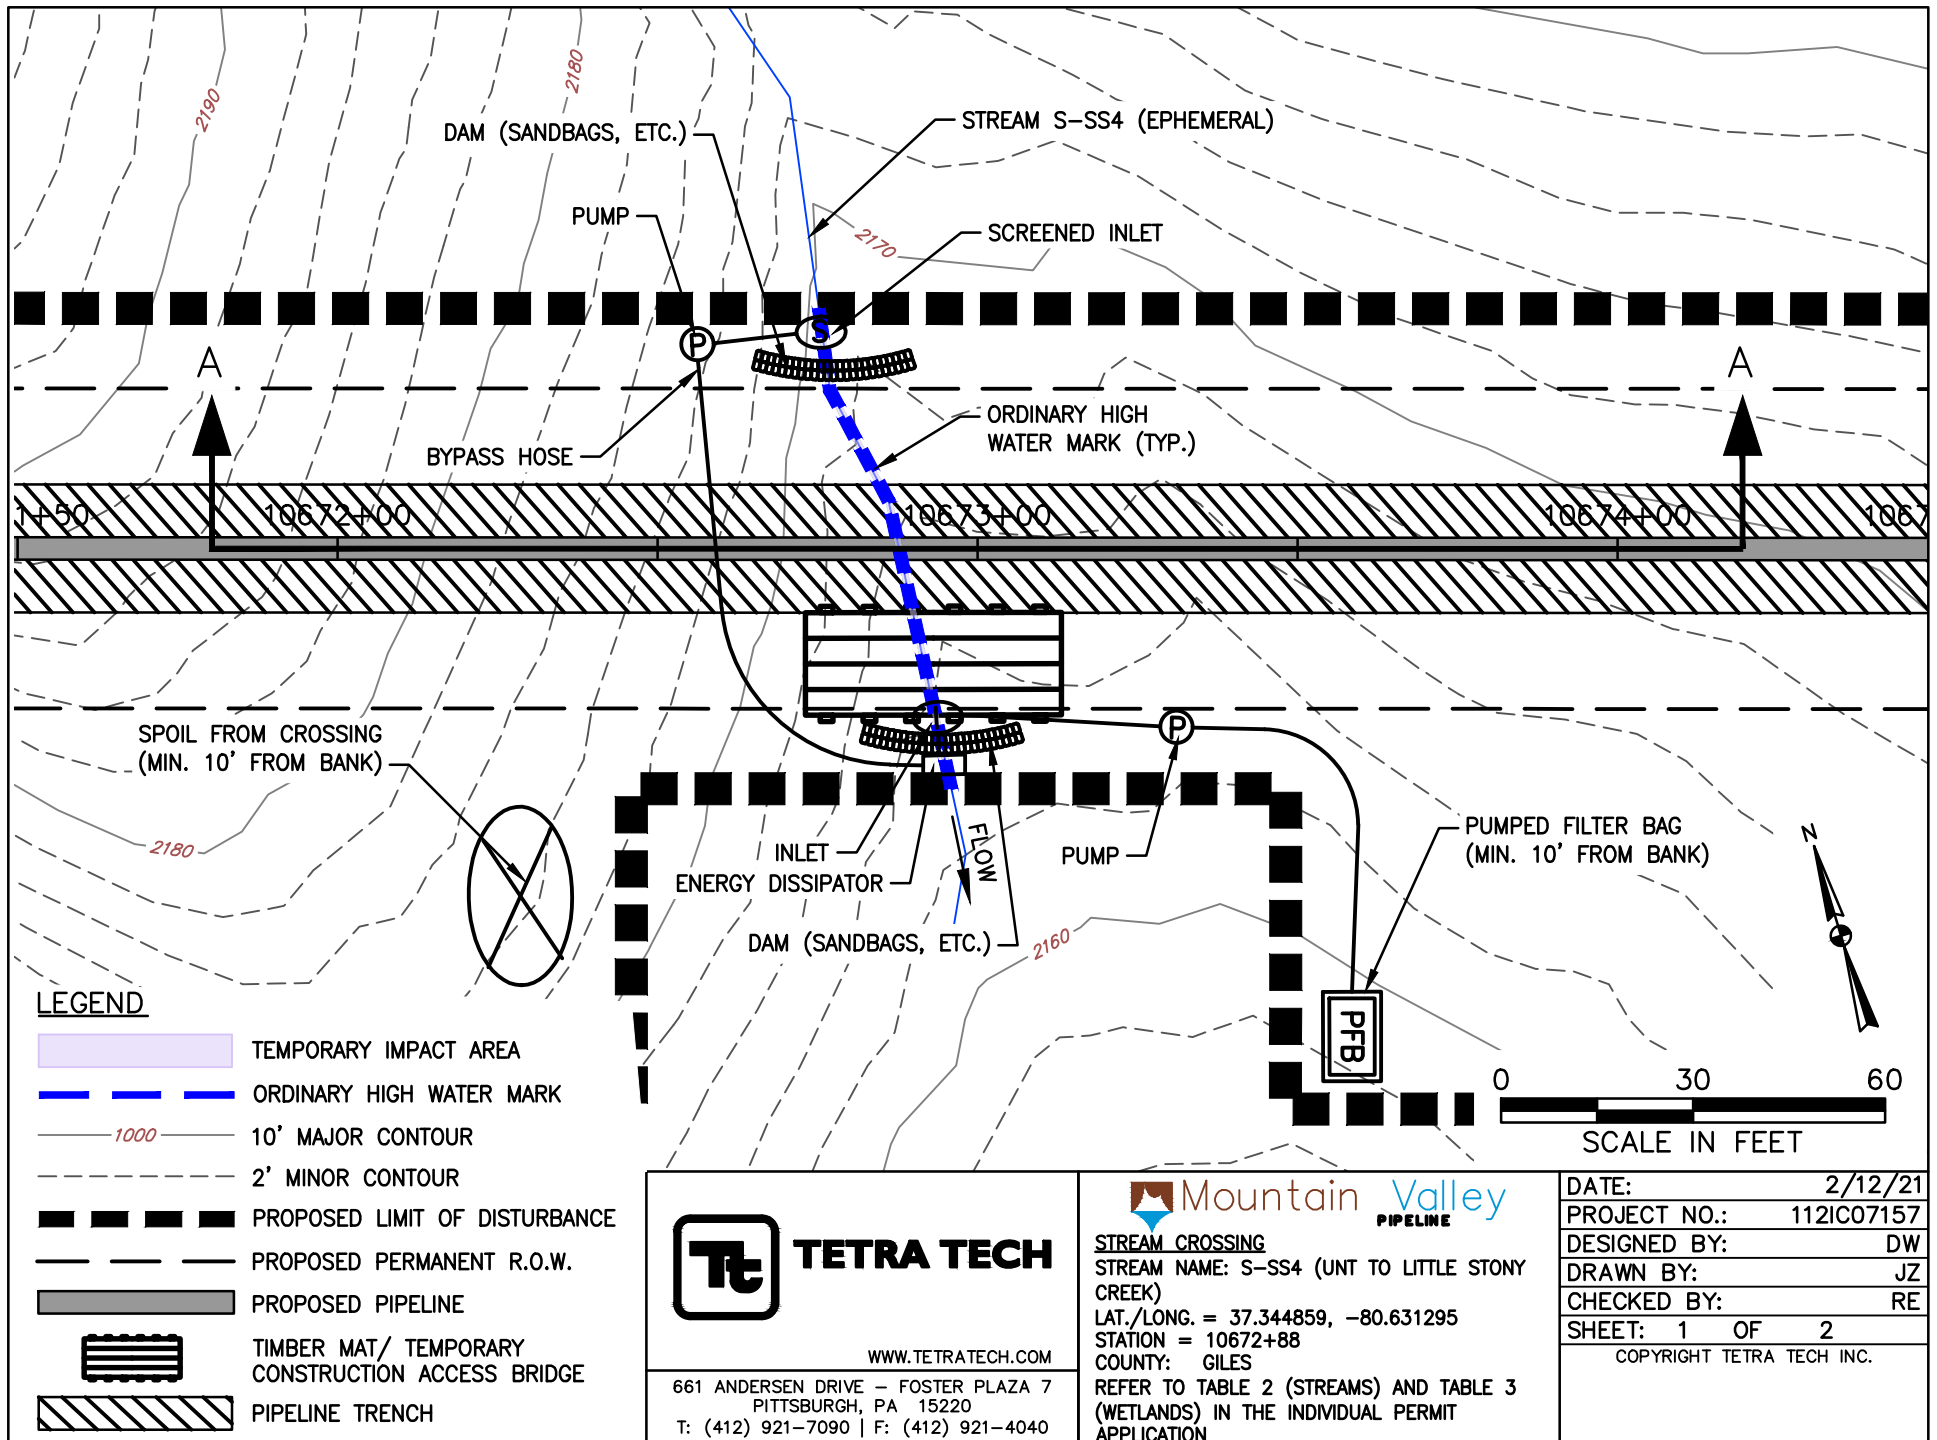 2190
2180
DAM (SANDBAGS, ETC.)
STREAM S-SS4 (EPHEMERAL)
PUMP
2170
SCREENED INLET
S
P
A
A
ORDINARY HIGH
WATER MARK (TYP.)
BYPASS HOSE
1+50
10672+00
10673+00
10674+00
1067
SPOIL FROM CROSSING
(MIN. 10' FROM BANK)
P
2180
INLET
ENERGY DISSIPATOR
FLOW
PUMP
PUMPED FILTER BAG
(MIN. 10' FROM BANK)
N
DAM (SANDBAGS, ETC.)
2160
PFB
LEGEND
TEMPORARY IMPACT AREA
ORDINARY HIGH WATER MARK
1000
10' MAJOR CONTOUR
2' MINOR CONTOUR
PROPOSED LIMIT OF DISTURBANCE
PROPOSED PERMANENT R.O.W.
PROPOSED PIPELINE
TIMBER MAT/ TEMPORARY
CONSTRUCTION ACCESS BRIDGE
PIPELINE TRENCH
0 30 60
SCALE IN FEET
Tt TETRA TECH
WWW.TETRATECH.COM
661 ANDERSEN DRIVE – FOSTER PLAZA 7
PITTSBURGH, PA 15220
T: (412) 921-7090 | F: (412) 921-4040
Mountain Valley
PIPELINE
STREAM CROSSING
STREAM NAME: S-SS4 (UNT TO LITTLE STONY
CREEK)
LAT./LONG. = 37.344859, -80.631295
STATION = 10672+88
COUNTY: GILES
REFER TO TABLE 2 (STREAMS) AND TABLE 3
(WETLANDS) IN THE INDIVIDUAL PERMIT
APPLICATION
DATE: 2/12/21
PROJECT NO.: 112IC07157
DESIGNED BY: DW
DRAWN BY: JZ
CHECKED BY: RE
SHEET: 1 OF 2
COPYRIGHT TETRA TECH INC.